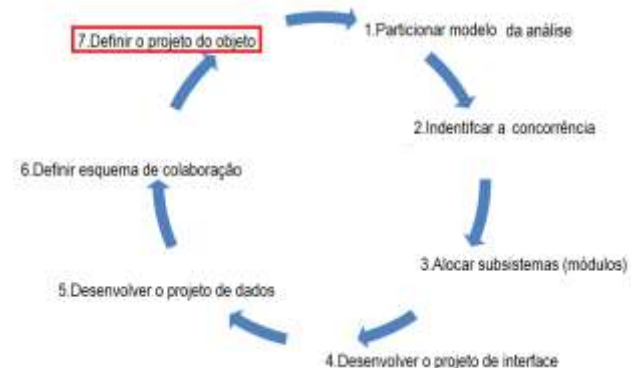 7.Definir o projeto do objeto
1.Particionar modelo da análise
2.Indentifcar a concorrência
6.Definir esquema de colaboração
3.Alocar subsistemas (módulos)
5.Desenvolver o projeto de dados
4.Desenvolver o projeto de interface